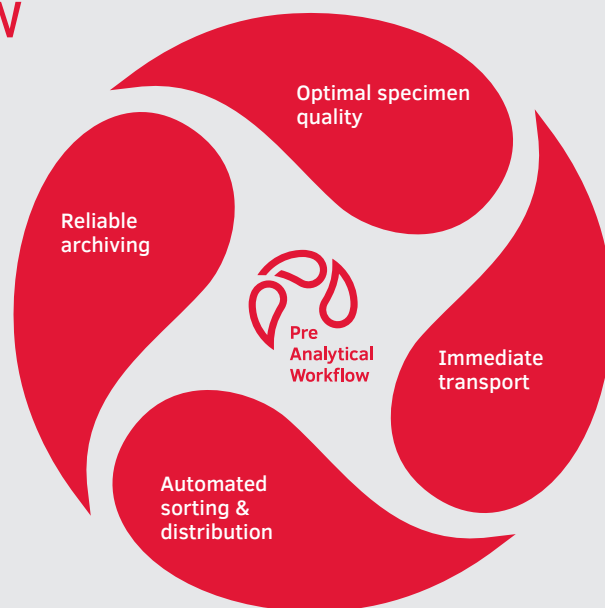 W
Optimal specimen
quality
Reliable
archiving
Pre
Analytical
Workflow
Immediate
transport
Automated
sorting &
distribution